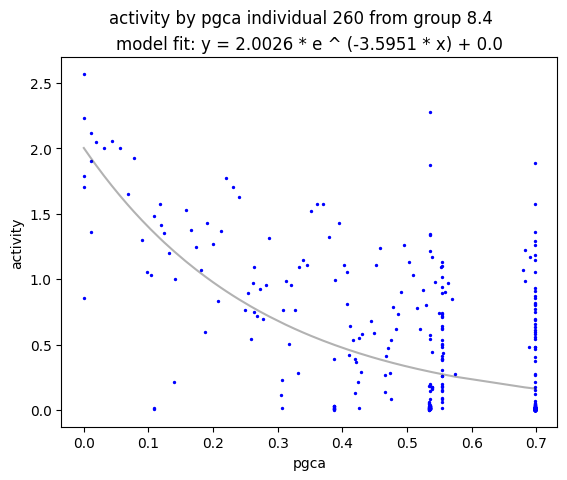 activity by pgca individual 260 from group 8.4
model fit: y = 2.0026 * e ^ (-3.5951 * x) + 0.0
2.5
2.0
1.5
1.0
0.5
0.0
activity
0.0 0.1 0.2 0.3 0.4 0.5 0.6 0.7
pgca